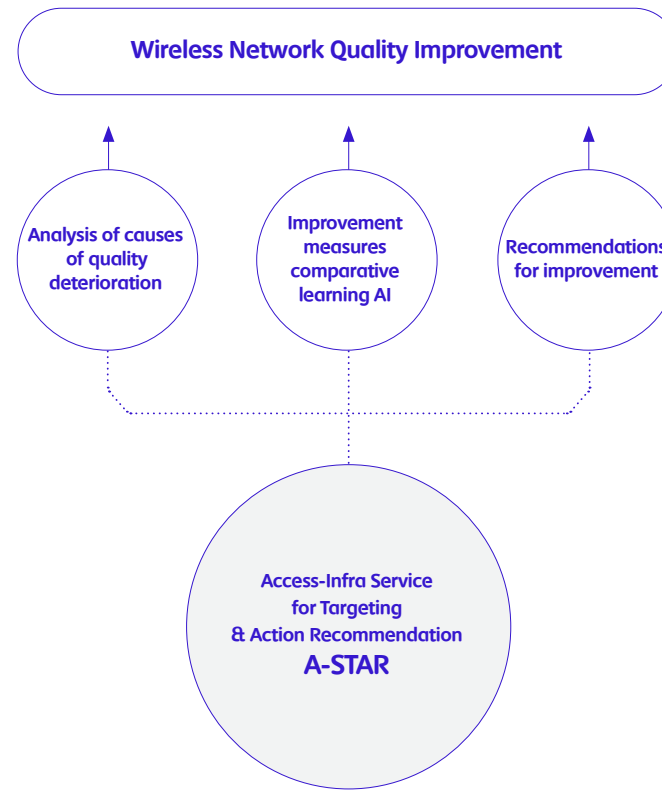 Wireless Network Quality Improvement
Analysis of causes
of quality
deterioration
Improvement
measures
comparative
learning AI
Recommendations
for improvement
Access-Infra Service
for Targeting
& Action Recommendation
A-STAR